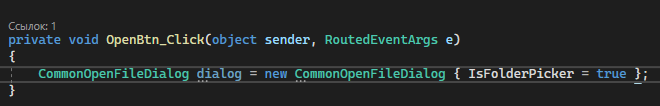 Ссылок: 1
private void OpenBtn_Click(object sender, RoutedEventArgs e)
{
    CommonOpenFileDialog dialog = new CommonOpenFileDialog { IsFolderPicker = true };
}